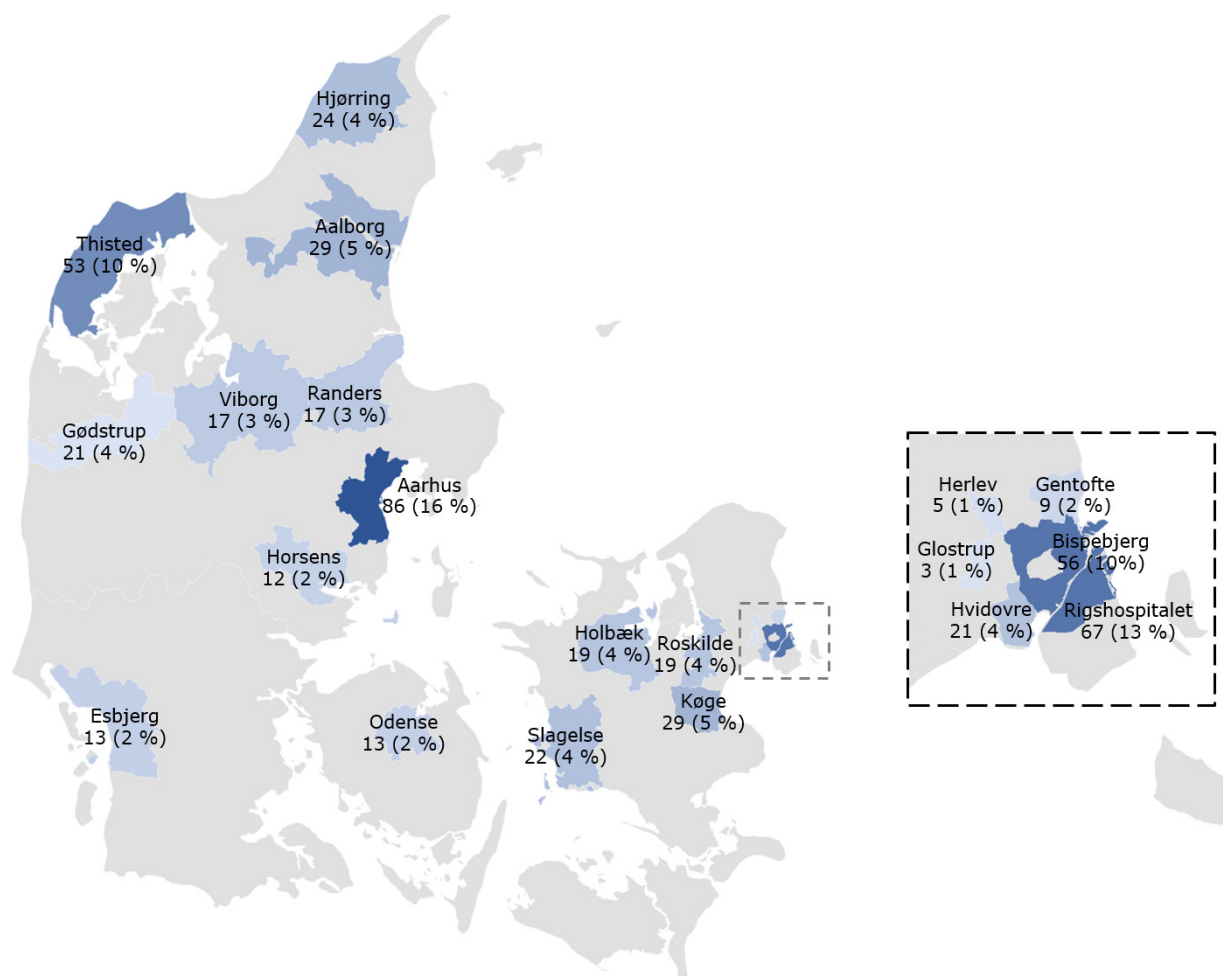 Hjørring
24 (4 %)
Aalborg
29 (5 %)
Thisted
53 (10 %)
Viborg
17 (3 %)
Randers
17 (3 %)
Gødstrup
21 (4 %)
Aarhus
86 (16 %)
Horsens
12 (2 %)
Esbjerg
13 (2 %)
Odense
13 (2 %)
Holbæk
19 (4 %)
Roskilde
19 (4 %)
Køge
29 (5 %)
Slagelse
22 (4 %)
Herlev
5 (1 %)
Gentofte
9 (2 %)
Glostrup
3 (1 %)
Bispebjerg
56 (10%)
Hvidovre
21 (4 %)
Rigshospitalet
67 (13 %)